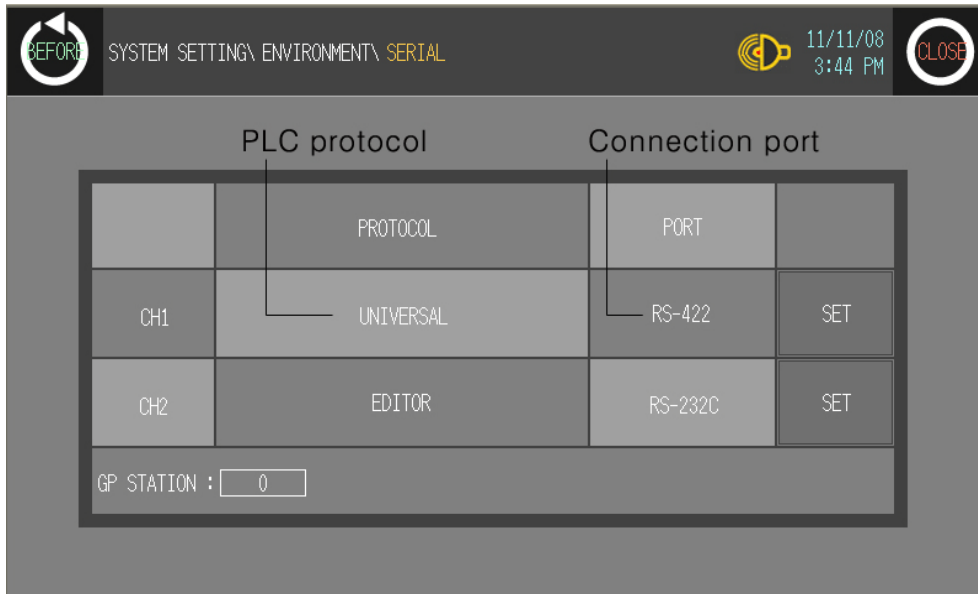 BEFORE
SYSTEM SETTING\ ENVIRONMENT\ SERIAL
11/11/08
3:44 PM
CLOSE
PLC protocol
Connection port
PROTOCOL PORT
CH1 UNIVERSAL RS-422 SET
CH2 EDITOR RS-232C SET
GP STATION : 0